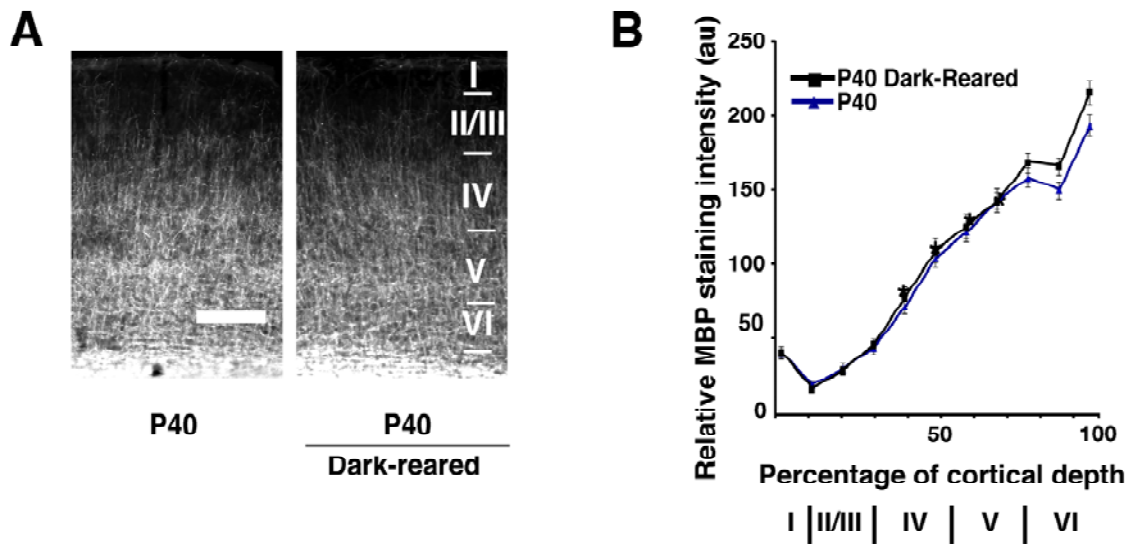 A
I
II/III
IV
V
VI
P40
P40
Dark-reared
B
Relative MBP staining intensity (au)
250
200
150
100
50
0
P40 Dark-Reared
P40
50
100
Percentage of cortical depth
I II/III IV V VI